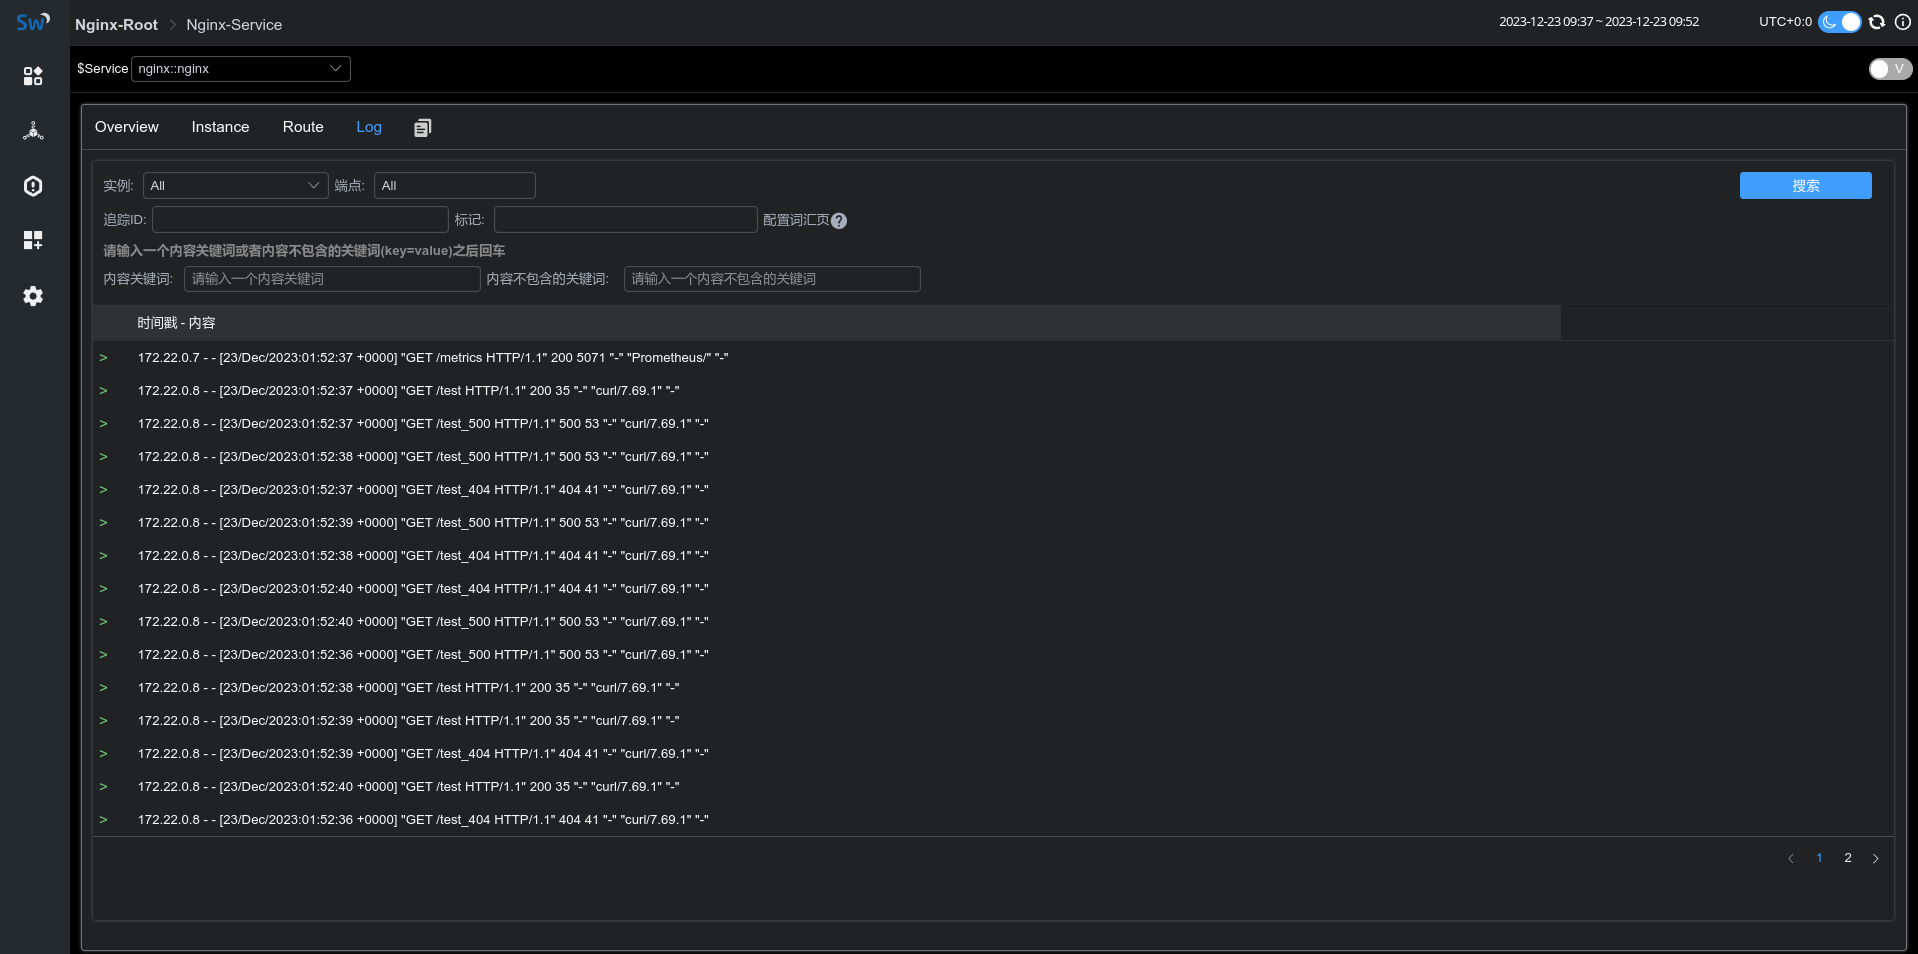 Sw
Nginx-Root > Nginx-Service
2023-12-23 09:37 ~ 2023-12-23 09:52
UTC+0:0
$Service nginx::nginx
V
Overview Instance Route Log
实例: All 端点: All 搜索
追踪ID: 标记: 配置词汇页 ?
请输入一个内容关键词或者内容不包含的关键词(key=value)之后回车
内容关键词: 请输入一个内容关键词 内容不包含的关键词: 请输入一个内容不包含的关键词
时间戳 - 内容
> 172.22.0.7 - - [23/Dec/2023:01:52:37 +0000] "GET /metrics HTTP/1.1" 200 5071 "-" "Prometheus/" "-"
> 172.22.0.8 - - [23/Dec/2023:01:52:37 +0000] "GET /test HTTP/1.1" 200 35 "-" "curl/7.69.1" "-"
> 172.22.0.8 - - [23/Dec/2023:01:52:37 +0000] "GET /test_500 HTTP/1.1" 500 53 "-" "curl/7.69.1" "-"
> 172.22.0.8 - - [23/Dec/2023:01:52:38 +0000] "GET /test_500 HTTP/1.1" 500 53 "-" "curl/7.69.1" "-"
> 172.22.0.8 - - [23/Dec/2023:01:52:37 +0000] "GET /test_404 HTTP/1.1" 404 41 "-" "curl/7.69.1" "-"
> 172.22.0.8 - - [23/Dec/2023:01:52:39 +0000] "GET /test_500 HTTP/1.1" 500 53 "-" "curl/7.69.1" "-"
> 172.22.0.8 - - [23/Dec/2023:01:52:38 +0000] "GET /test_404 HTTP/1.1" 404 41 "-" "curl/7.69.1" "-"
> 172.22.0.8 - - [23/Dec/2023:01:52:40 +0000] "GET /test_404 HTTP/1.1" 404 41 "-" "curl/7.69.1" "-"
> 172.22.0.8 - - [23/Dec/2023:01:52:40 +0000] "GET /test_500 HTTP/1.1" 500 53 "-" "curl/7.69.1" "-"
> 172.22.0.8 - - [23/Dec/2023:01:52:36 +0000] "GET /test_500 HTTP/1.1" 500 53 "-" "curl/7.69.1" "-"
> 172.22.0.8 - - [23/Dec/2023:01:52:38 +0000] "GET /test HTTP/1.1" 200 35 "-" "curl/7.69.1" "-"
> 172.22.0.8 - - [23/Dec/2023:01:52:39 +0000] "GET /test HTTP/1.1" 200 35 "-" "curl/7.69.1" "-"
> 172.22.0.8 - - [23/Dec/2023:01:52:39 +0000] "GET /test_404 HTTP/1.1" 404 41 "-" "curl/7.69.1" "-"
> 172.22.0.8 - - [23/Dec/2023:01:52:40 +0000] "GET /test HTTP/1.1" 200 35 "-" "curl/7.69.1" "-"
> 172.22.0.8 - - [23/Dec/2023:01:52:36 +0000] "GET /test_404 HTTP/1.1" 404 41 "-" "curl/7.69.1" "-"
< 1 2 >